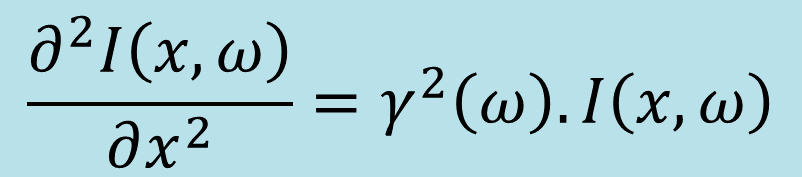 ∂²I(x, ω)/∂x² = γ²(ω). I(x, ω)